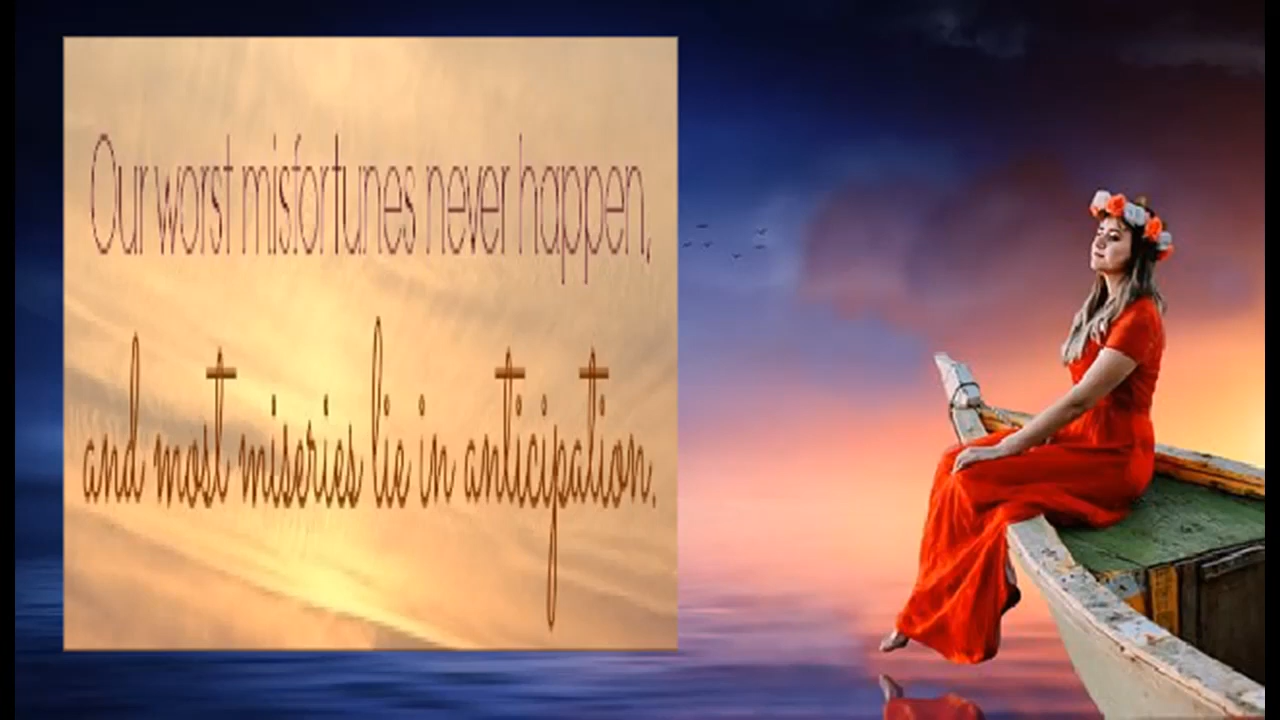 Our worst misfortunes never happen,
and most miseries lie in anticipation.